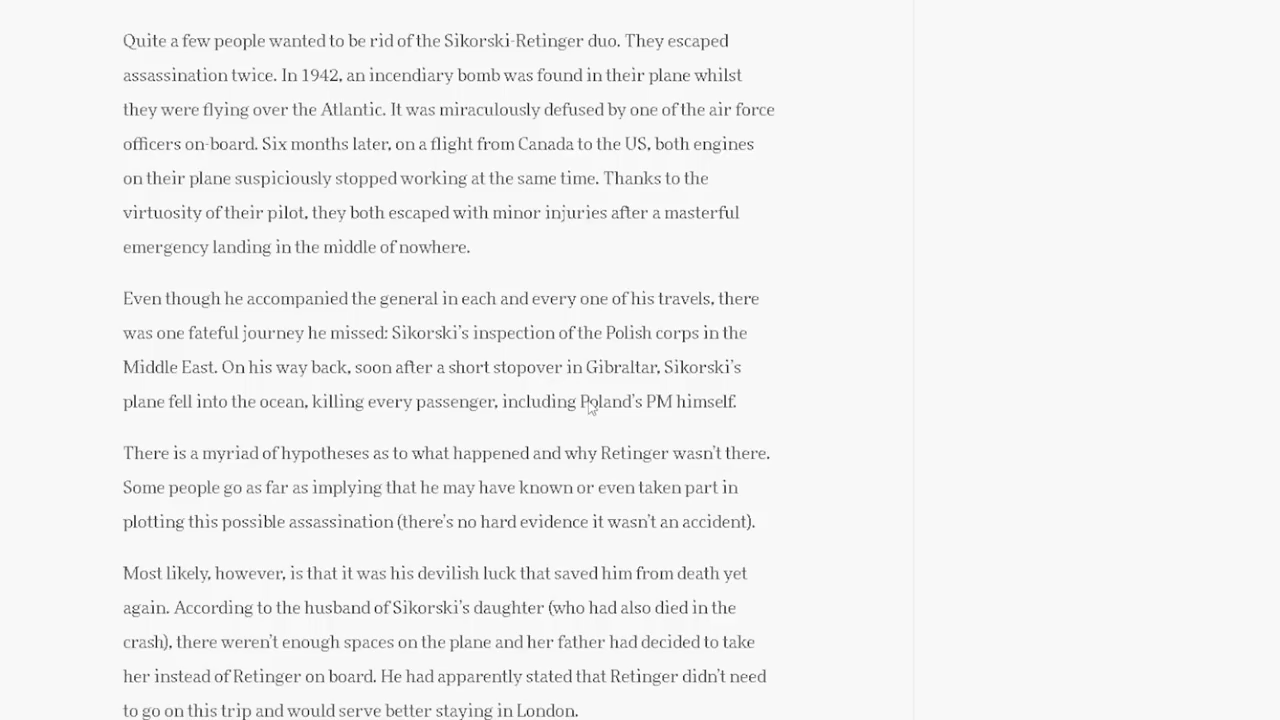 Quite a few people wanted to be rid of the Sikorski-Retinger duo. They escaped
assassination twice. In 1942, an incendiary bomb was found in their plane whilst
they were flying over the Atlantic. It was miraculously defused by one of the air force
officers on-board. Six months later, on a flight from Canada to the US, both engines
on their plane suspiciously stopped working at the same time. Thanks to the
virtuosity of their pilot, they both escaped with minor injuries after a masterful
emergency landing in the middle of nowhere.
Even though he accompanied the general in each and every one of his travels, there
was one fateful journey he missed: Sikorski's inspection of the Polish corps in the
Middle East. On his way back, soon after a short stopover in Gibraltar, Sikorski's
plane fell into the ocean, killing every passenger, including Poland's PM himself.
There is a myriad of hypotheses as to what happened and why Retinger wasn't there.
Some people go as far as implying that he may have known or even taken part in
plotting this possible assassination (there's no hard evidence it wasn't an accident).
Most likely, however, is that it was his devilish luck that saved him from death yet
again. According to the husband of Sikorski's daughter (who had also died in the
crash), there weren't enough spaces on the plane and her father had decided to take
her instead of Retinger on board. He had apparently stated that Retinger didn't need
to go on this trip and would serve better staying in London.